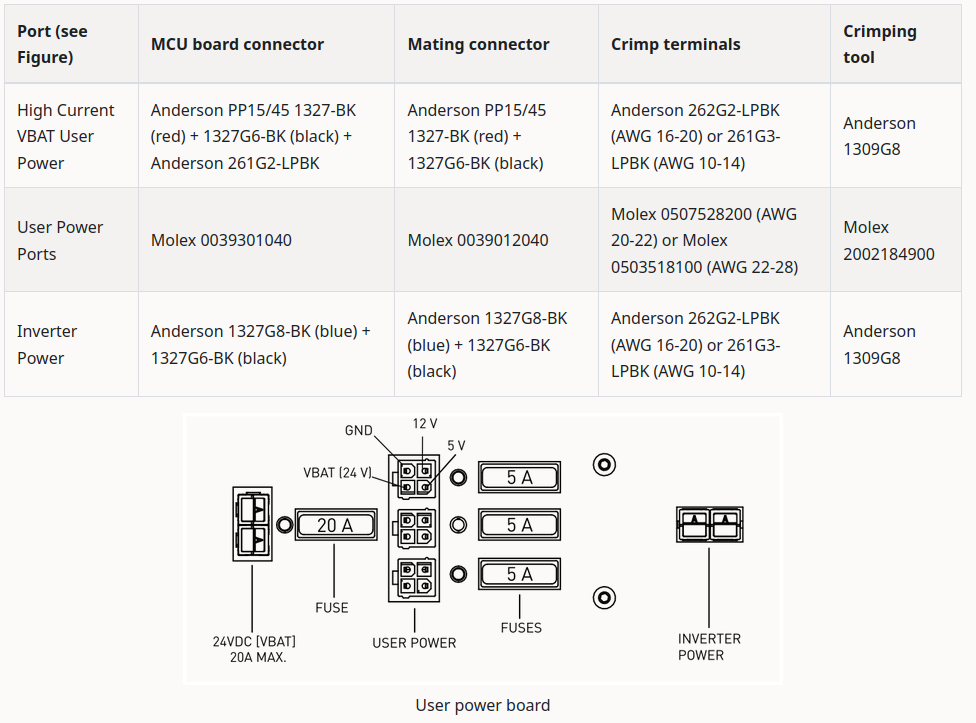 Port (see
Figure)
MCU board connector
Mating connector
Crimp terminals
Crimping
tool
High Current
VBAT User
Power
Anderson PP15/45 1327-BK
(red) + 1327G6-BK (black) +
Anderson 261G2-LPBK
Anderson PP15/45
1327-BK (red) +
1327G6-BK (black)
Anderson 262G2-LPBK
(AWG 16-20) or 261G3-
LPBK (AWG 10-14)
Anderson
1309G8
User Power
Ports
Molex 0039301040
Molex 0039012040
Molex 0507528200 (AWG
20-22) or Molex
0503518100 (AWG 22-28)
Molex
2002184900
Inverter
Power
Anderson 1327G8-BK (blue) +
1327G6-BK (black)
Anderson 1327G8-BK
(blue) + 1327G6-BK
(black)
Anderson 262G2-LPBK
(AWG 16-20) or 261G3-
LPBK (AWG 10-14)
Anderson
1309G8
GND
12 V
5 V
VBAT (24 V)
5 A
A
A
20 A
5 A
A A
5 A
FUSE
FUSES
24VDC [VBAT]
20A MAX.
USER POWER
INVERTER
POWER
User power board